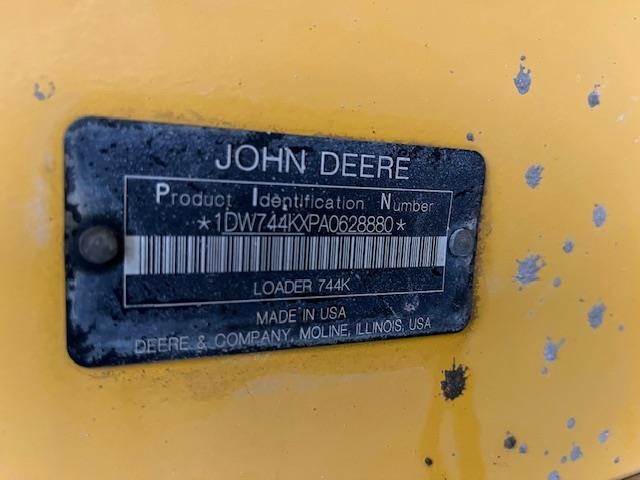 JOHN DEERE
Product Identification Number
*1DW744KXPA0628880*
LOADER 744K
MADE IN USA
DEERE & COMPANY, MOLINE, ILLINOIS, USA